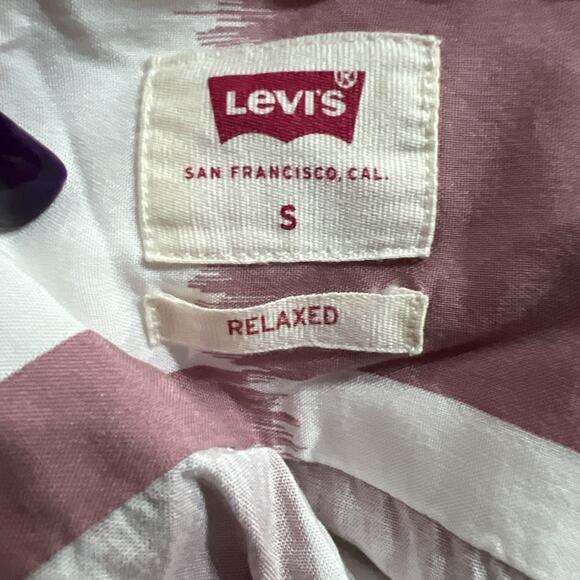 LEVI'S®
SAN FRANCISCO, CAL.
S
RELAXED